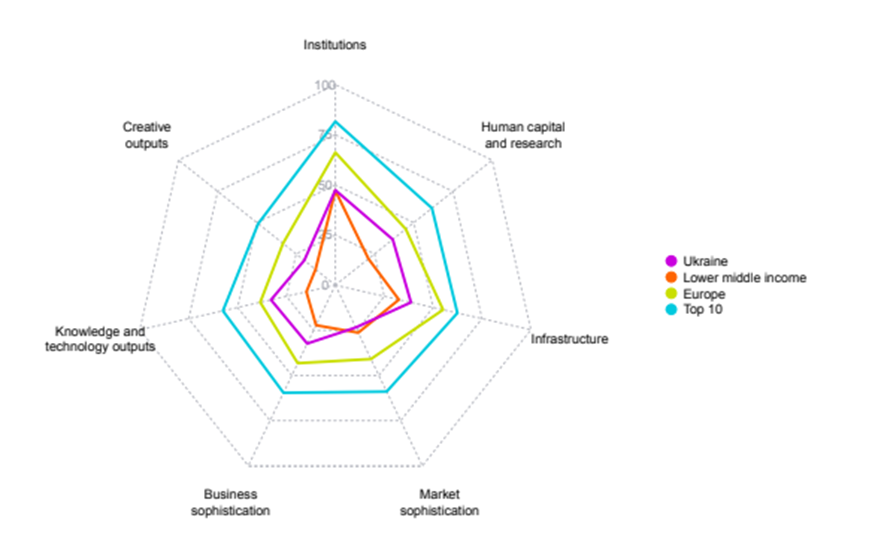 Institutions
100
Creative
outputs
Human capital
and research
75
50
25
0
Ukraine
Lower middle income
Europe
Top 10
Knowledge and
technology outputs
Infrastructure
Business
sophistication
Market
sophistication